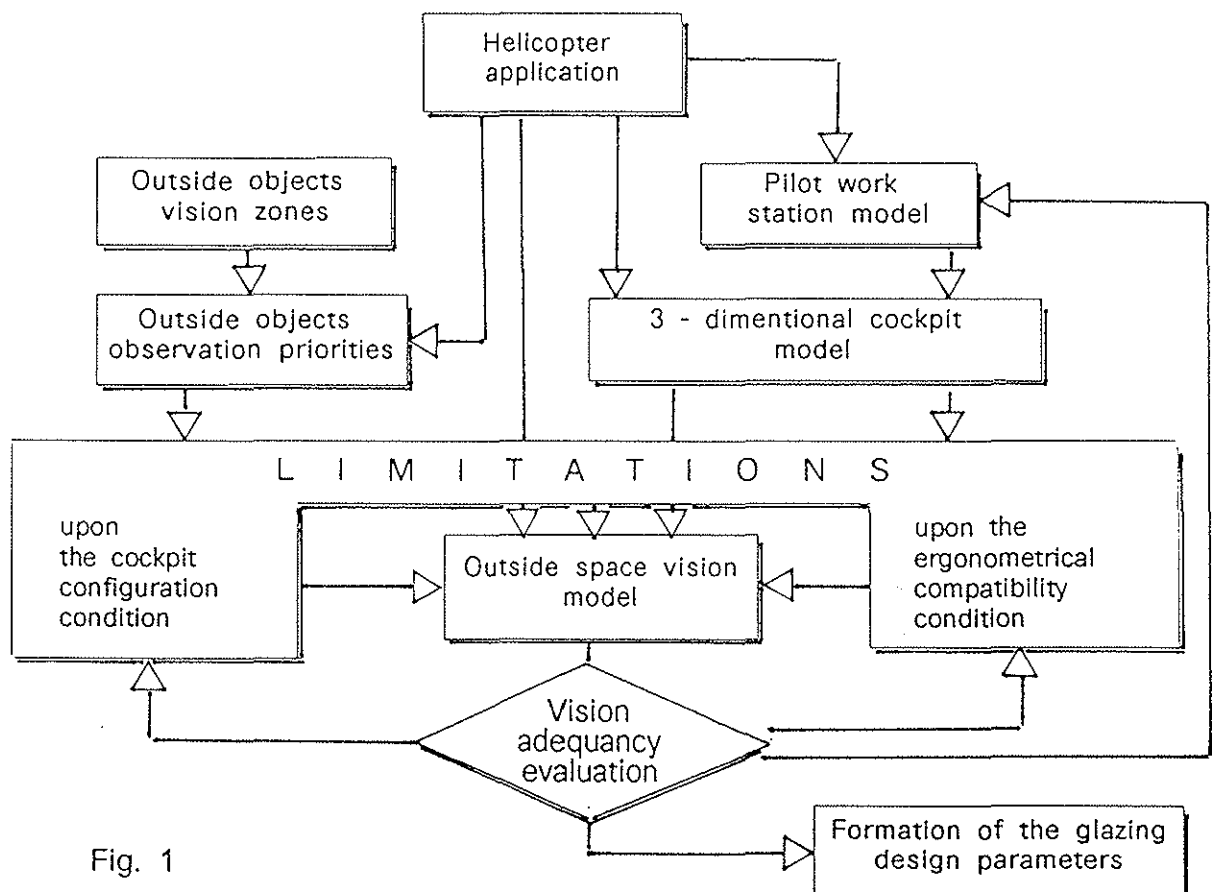 Helicopter
application
Outside objects
vision zones
Pilot work
station model
Outside objects
observation priorities
3 - dimentional cockpit
model
L I M I T A T I O N S
upon
the cockpit
configuration
condition
Outside space vision
model
upon the
ergonometrical
compatibility
condition
Vision
adequancy
evaluation
Formation of the glazing
design parameters
Fig. 1